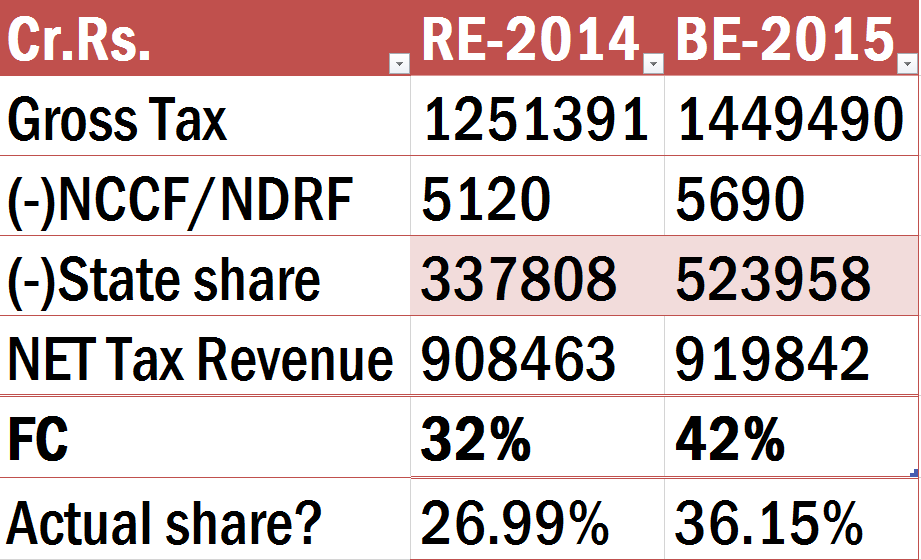 Cr.Rs. RE-2014 BE-2015
Gross Tax 1251391 1449490
(-)NCCF/NDRF 5120 5690
(-)State share 337808 523958
NET Tax Revenue 908463 919842
FC 32% 42%
Actual share? 26.99% 36.15%